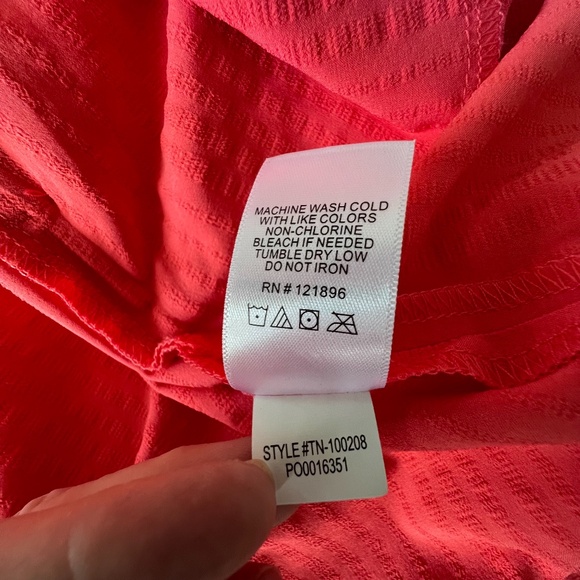 MACHINE WASH COLD
WITH LIKE COLORS
NON-CHLORINE
BLEACH IF NEEDED
TUMBLE DRY LOW
DO NOT IRON
RN # 121896
STYLE #TN-100208
PO0016351